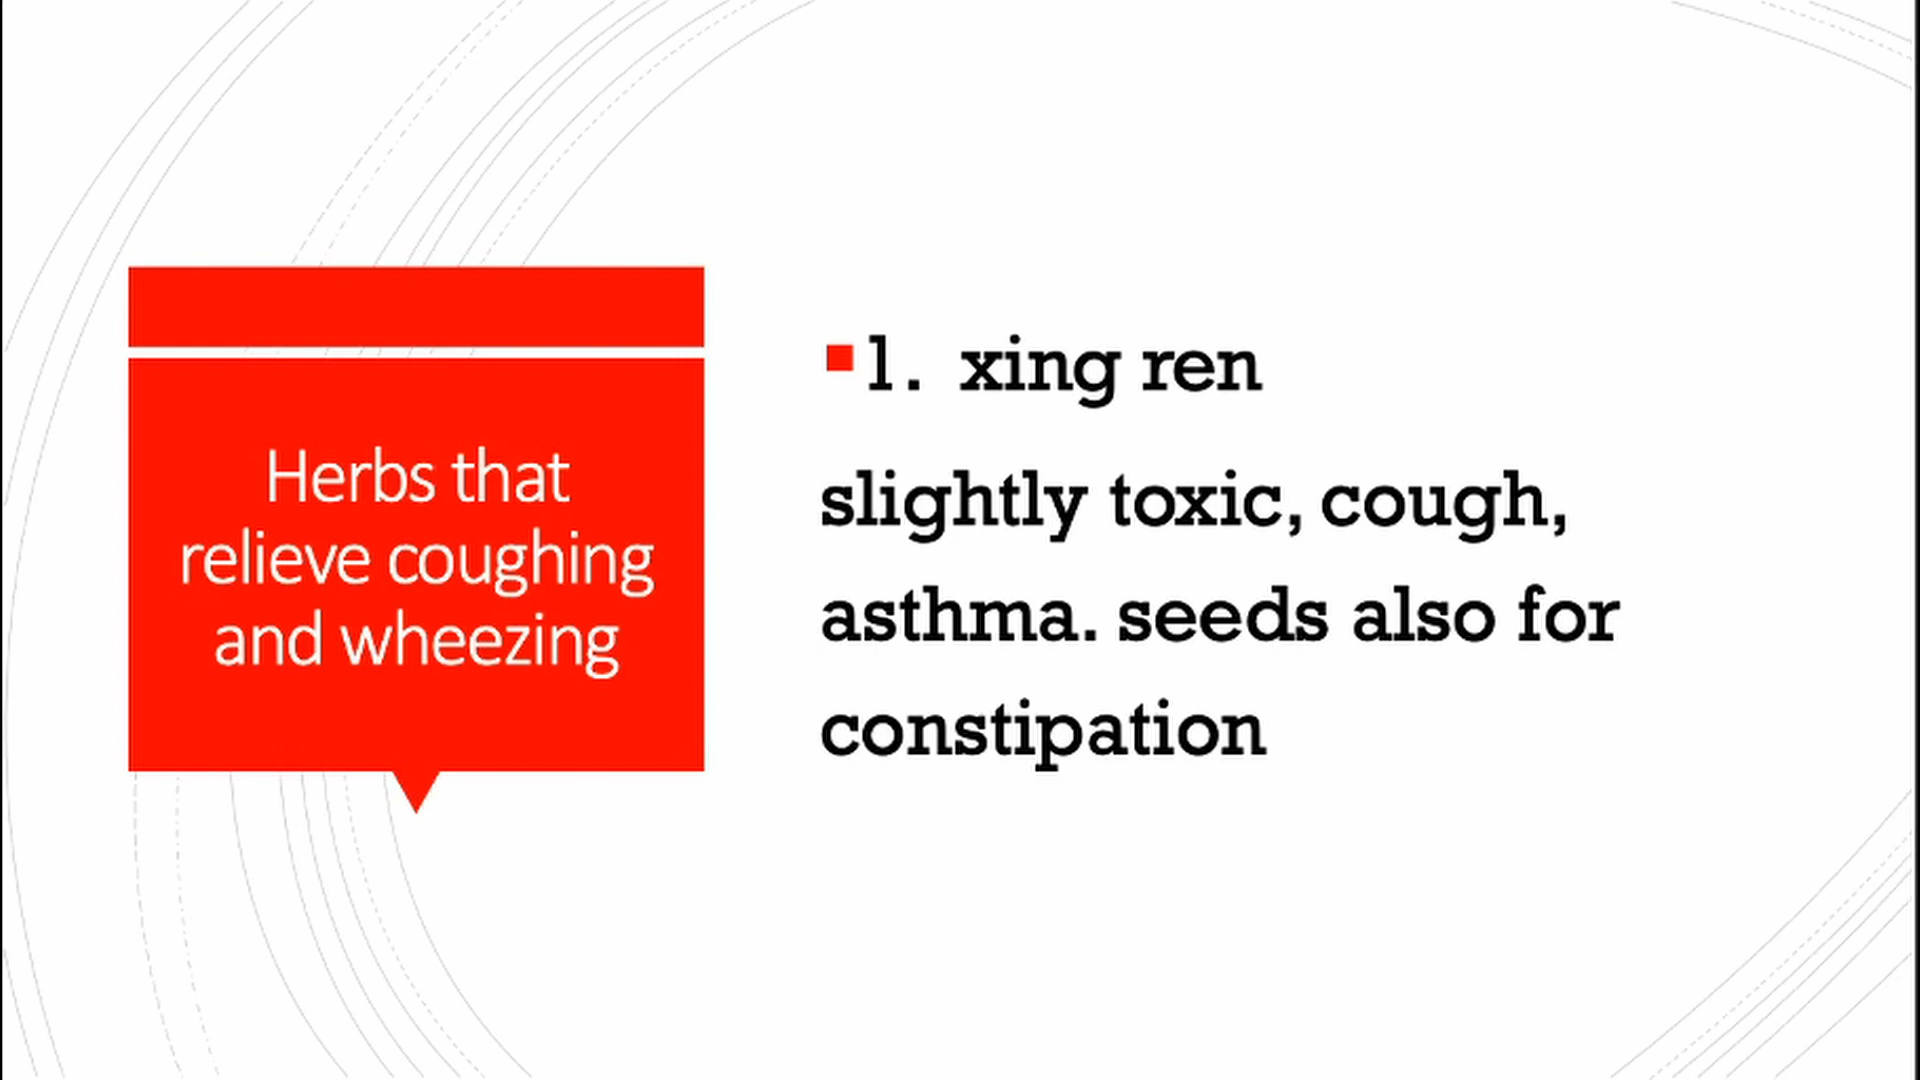 Herbs that
relieve coughing
and wheezing
1. xing ren
slightly toxic, cough,
asthma. seeds also for
constipation